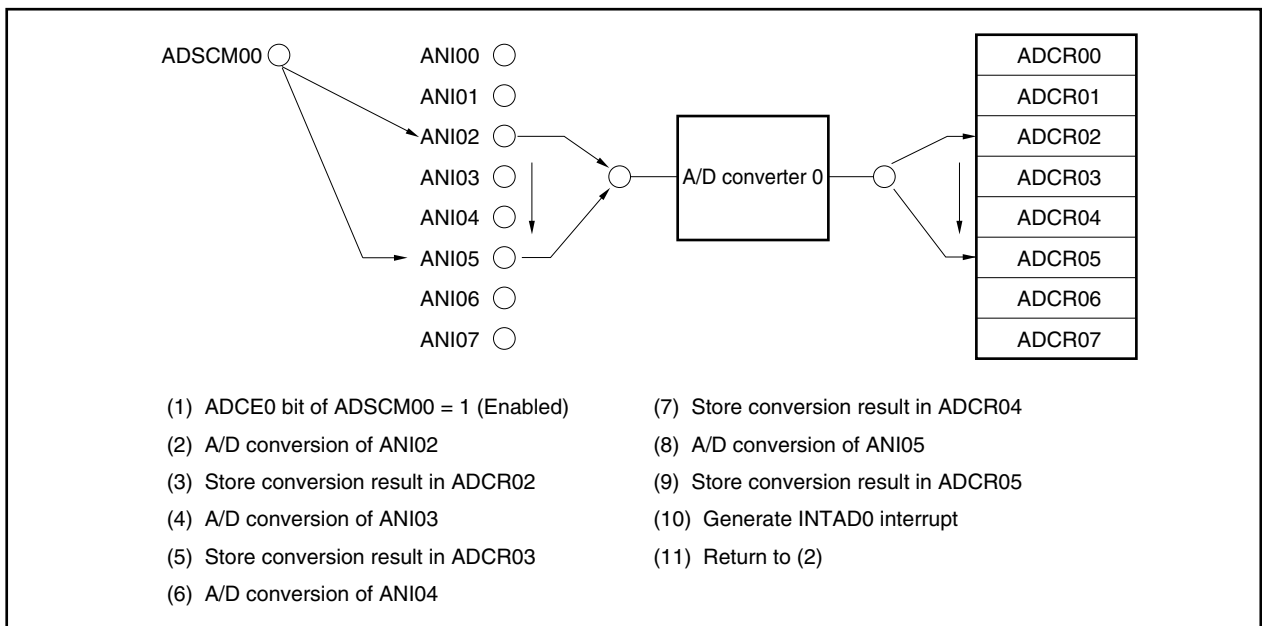 ADSCM00
ANI00
ANI01
ANI02
ANI03
ANI04
ANI05
ANI06
ANI07
A/D converter 0
ADCR00
ADCR01
ADCR02
ADCR03
ADCR04
ADCR05
ADCR06
ADCR07
(1) ADCE0 bit of ADSCM00 = 1 (Enabled)
(2) A/D conversion of ANI02
(3) Store conversion result in ADCR02
(4) A/D conversion of ANI03
(5) Store conversion result in ADCR03
(6) A/D conversion of ANI04
(7) Store conversion result in ADCR04
(8) A/D conversion of ANI05
(9) Store conversion result in ADCR05
(10) Generate INTAD0 interrupt
(11) Return to (2)